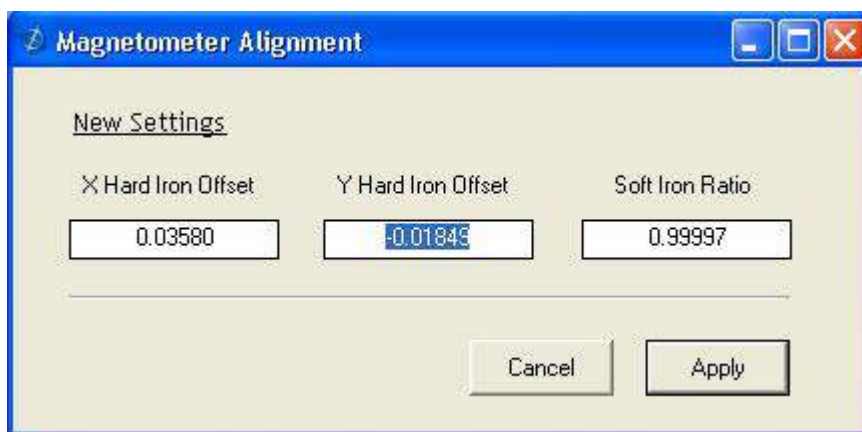 Magnetometer Alignment
New Settings
X Hard Iron Offset Y Hard Iron Offset Soft Iron Ratio
0.03580 -0.01849 0.99997
Cancel Apply